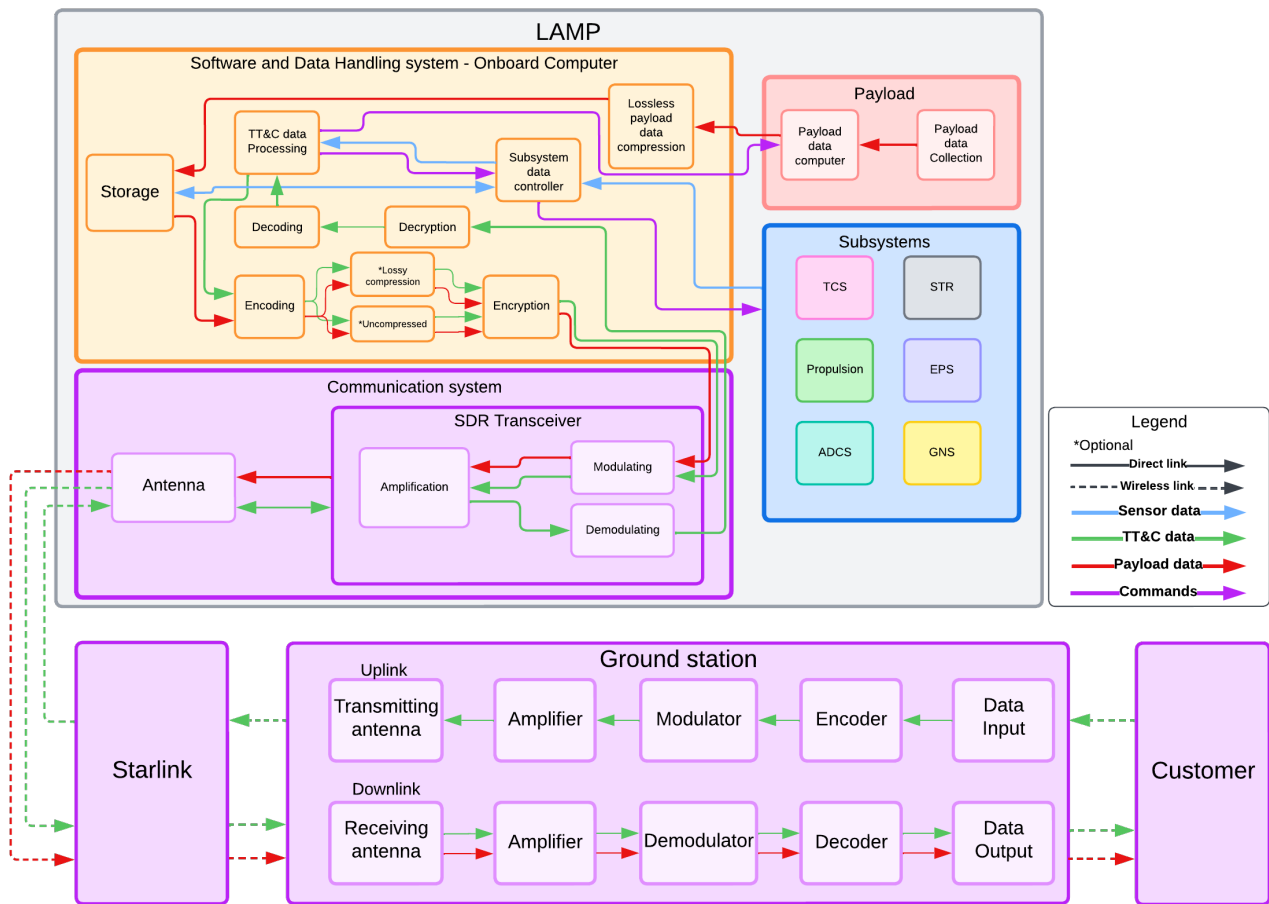 LAMP
Software and Data Handling system - Onboard Computer
Lossless
payload
data
compression
TT&C data
Processing
Subsystem
data
controller
Storage
Decoding
Decryption
*Lossy
compression
Encoding
*Uncompressed
Encryption
Payload
Payload
data
computer
Payload
data
Collection
Subsystems
TCS
STR
Propulsion
EPS
ADCS
GNS
Communication system
SDR Transceiver
Antenna
Amplification
Modulating
Demodulating
Legend
*Optional
Direct link
Wireless link
Sensor data
TT&C data
Payload data
Commands
Starlink
Ground station
Uplink
Transmitting
antenna
Amplifier
Modulator
Encoder
Data
Input
Downlink
Receiving
antenna
Amplifier
Demodulator
Decoder
Data
Output
Customer